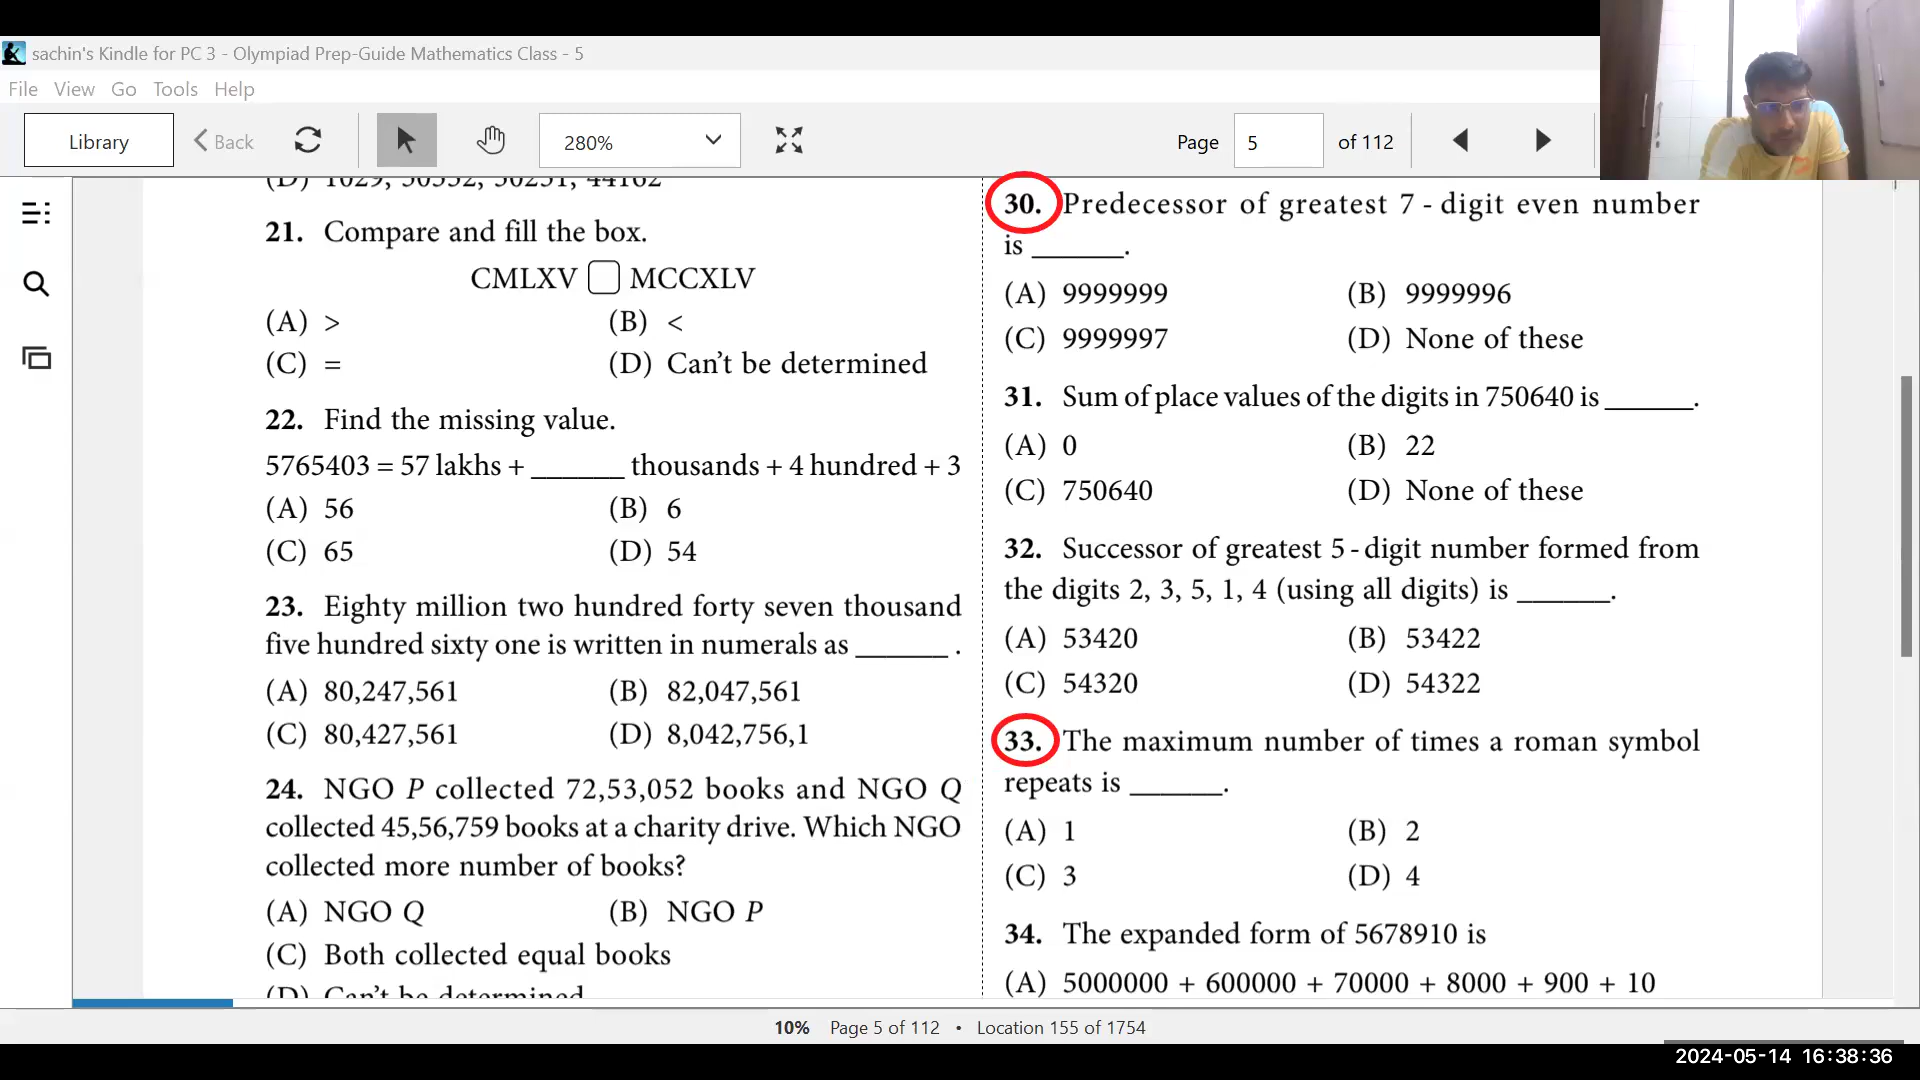 sachin's Kindle for PC 3 - Olympiad Prep-Guide Mathematics Class - 5
File View Go Tools Help
Library Back 280% Page 5 of 112
(D) 1029, 30552, 50251, 44162
21. Compare and fill the box.
CMLXV MCCXLV
(A) > (B) <
(C) = (D) Can't be determined
22. Find the missing value.
5765403 = 57 lakhs + ______ thousands + 4 hundred + 3
(A) 56 (B) 6
(C) 65 (D) 54
23. Eighty million two hundred forty seven thousand
five hundred sixty one is written in numerals as ______ .
(A) 80,247,561 (B) 82,047,561
(C) 80,427,561 (D) 8,042,756,1
24. NGO P collected 72,53,052 books and NGO Q
collected 45,56,759 books at a charity drive. Which NGO
collected more number of books?
(A) NGO Q (B) NGO P
(C) Both collected equal books
(D) Can't be determined
30. Predecessor of greatest 7 - digit even number
is ______.
(A) 9999999 (B) 9999996
(C) 9999997 (D) None of these
31. Sum of place values of the digits in 750640 is ______.
(A) 0 (B) 22
(C) 750640 (D) None of these
32. Successor of greatest 5 - digit number formed from
the digits 2, 3, 5, 1, 4 (using all digits) is ______.
(A) 53420 (B) 53422
(C) 54320 (D) 54322
33. The maximum number of times a roman symbol
repeats is ______.
(A) 1 (B) 2
(C) 3 (D) 4
34. The expanded form of 5678910 is
(A) 5000000 + 600000 + 70000 + 8000 + 900 + 10
10% Page 5 of 112 • Location 155 of 1754
2024-05-14 16:38:36